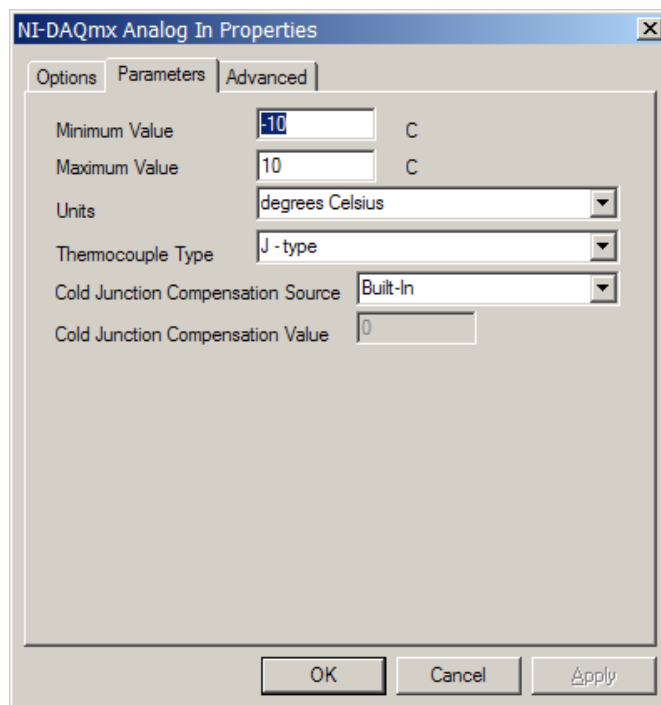 NI-DAQmx Analog In Properties
Options Parameters Advanced
Minimum Value -10 C
Maximum Value 10 C
Units degrees Celsius
Thermocouple Type J - type
Cold Junction Compensation Source Built-In
Cold Junction Compensation Value 0
OK Cancel Apply